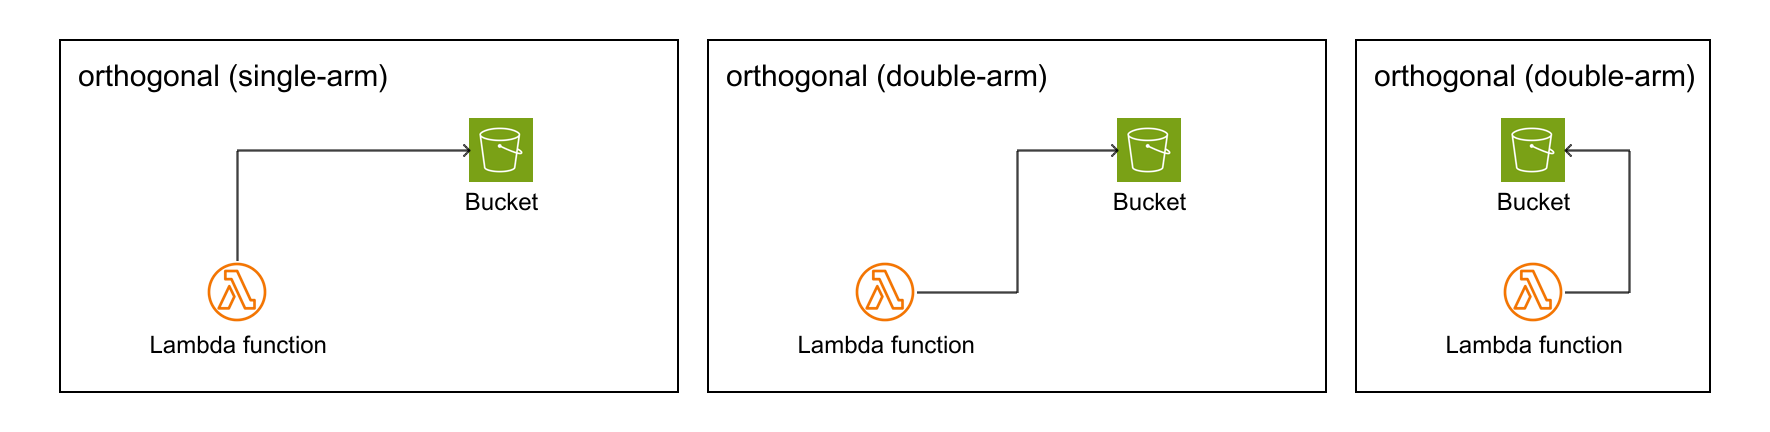 orthogonal (single-arm)
Bucket
Lambda function
orthogonal (double-arm)
Bucket
Lambda function
orthogonal (double-arm)
Bucket
Lambda function